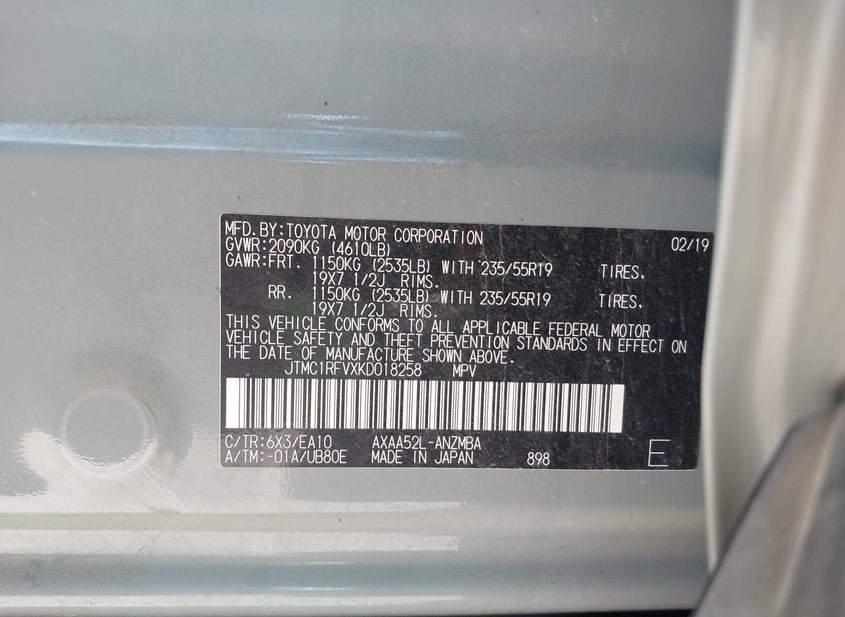 MFD.BY:TOYOTA MOTOR CORPORATION 02/19
GVWR:2090KG (4610LB)
GAWR:FRT. 1150KG (2535LB) WITH 235/55R19 TIRES.
19X7 1/2J RIMS.
RR. 1150KG (2535LB) WITH 235/55R19 TIRES.
19X7 1/2J RIMS.
THIS VEHICLE CONFORMS TO ALL APPLICABLE FEDERAL MOTOR
VEHICLE SAFETY AND THEFT PREVENTION STANDARDS IN EFFECT ON
THE DATE OF MANUFACTURE SHOWN ABOVE.
JTMC1RFVXKD018258 MPV
C/TR:6X3/EA10 AXAA52L-ANZMBA
A/TM:-01A/UB80E MADE IN JAPAN 898 E